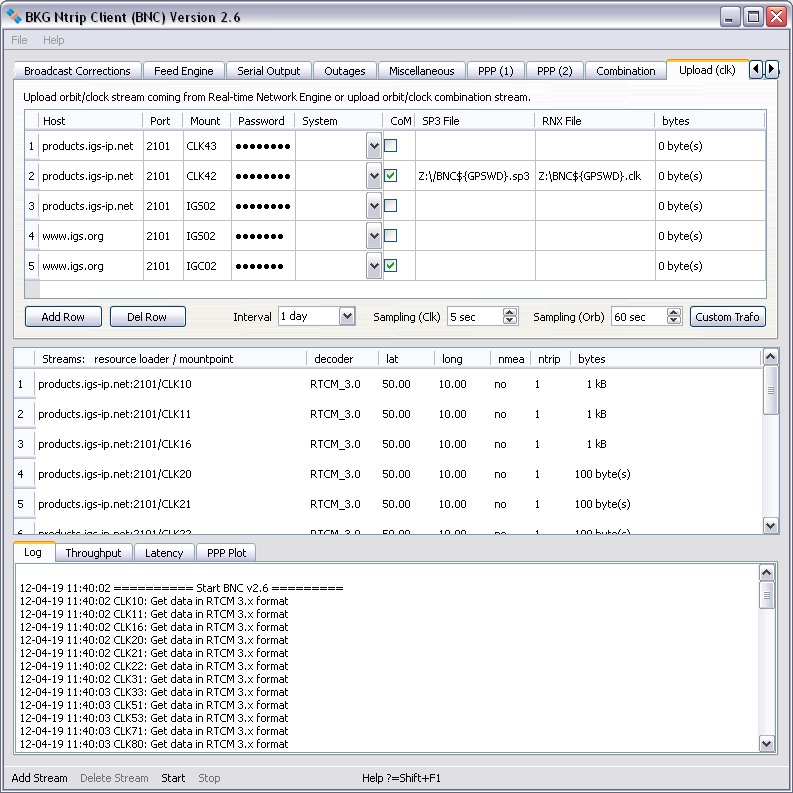 BKG Ntrip Client (BNC) Version 2.6
File Help
Broadcast Corrections Feed Engine Serial Output Outages Miscellaneous PPP (1) PPP (2) Combination Upload (clk)
Upload orbit/clock stream coming from Real-time Network Engine or upload orbit/clock combination stream.
Host Port Mount Password System CoM SP3 File RNX File bytes
1 products.igs-ip.net 2101 CLK43 ●●●●●●●● 0 byte(s)
2 products.igs-ip.net 2101 CLK42 ●●●●●●●● Z:\/BNC${GPSWD}.sp3 Z:\BNC${GPSWD}.clk 0 byte(s)
3 products.igs-ip.net 2101 IGS02 ●●●●●●●● 0 byte(s)
4 www.igs.org 2101 IGS02 ●●●●●●● 0 byte(s)
5 www.igs.org 2101 IGC02 ●●●●●●● 0 byte(s)
Add Row Del Row Interval 1 day Sampling (Clk) 5 sec Sampling (Orb) 60 sec Custom Trafo
Streams: resource loader / mountpoint decoder lat long nmea ntrip bytes
1 products.igs-ip.net:2101/CLK10 RTCM_3.0 50.00 10.00 no 1 1 kB
2 products.igs-ip.net:2101/CLK11 RTCM_3.0 50.00 10.00 no 1 1 kB
3 products.igs-ip.net:2101/CLK16 RTCM_3.0 50.00 10.00 no 1 1 kB
4 products.igs-ip.net:2101/CLK20 RTCM_3.0 50.00 10.00 no 1 100 byte(s)
5 products.igs-ip.net:2101/CLK21 RTCM_3.0 50.00 10.00 no 1 100 byte(s)
6 products.igs-ip.net:2101/CLK22 RTCM_3.0 50.00 10.00 no 1 100 byte(s)
Log Throughput Latency PPP Plot
12-04-19 11:40:02 ========== Start BNC v2.6 =========
12-04-19 11:40:02 CLK10: Get data in RTCM 3.x format
12-04-19 11:40:02 CLK11: Get data in RTCM 3.x format
12-04-19 11:40:02 CLK16: Get data in RTCM 3.x format
12-04-19 11:40:02 CLK20: Get data in RTCM 3.x format
12-04-19 11:40:02 CLK21: Get data in RTCM 3.x format
12-04-19 11:40:02 CLK22: Get data in RTCM 3.x format
12-04-19 11:40:02 CLK31: Get data in RTCM 3.x format
12-04-19 11:40:03 CLK33: Get data in RTCM 3.x format
12-04-19 11:40:03 CLK51: Get data in RTCM 3.x format
12-04-19 11:40:03 CLK53: Get data in RTCM 3.x format
12-04-19 11:40:03 CLK71: Get data in RTCM 3.x format
12-04-19 11:40:03 CLK80: Get data in RTCM 3.x format
Add Stream Delete Stream Start Stop Help ?=Shift+F1